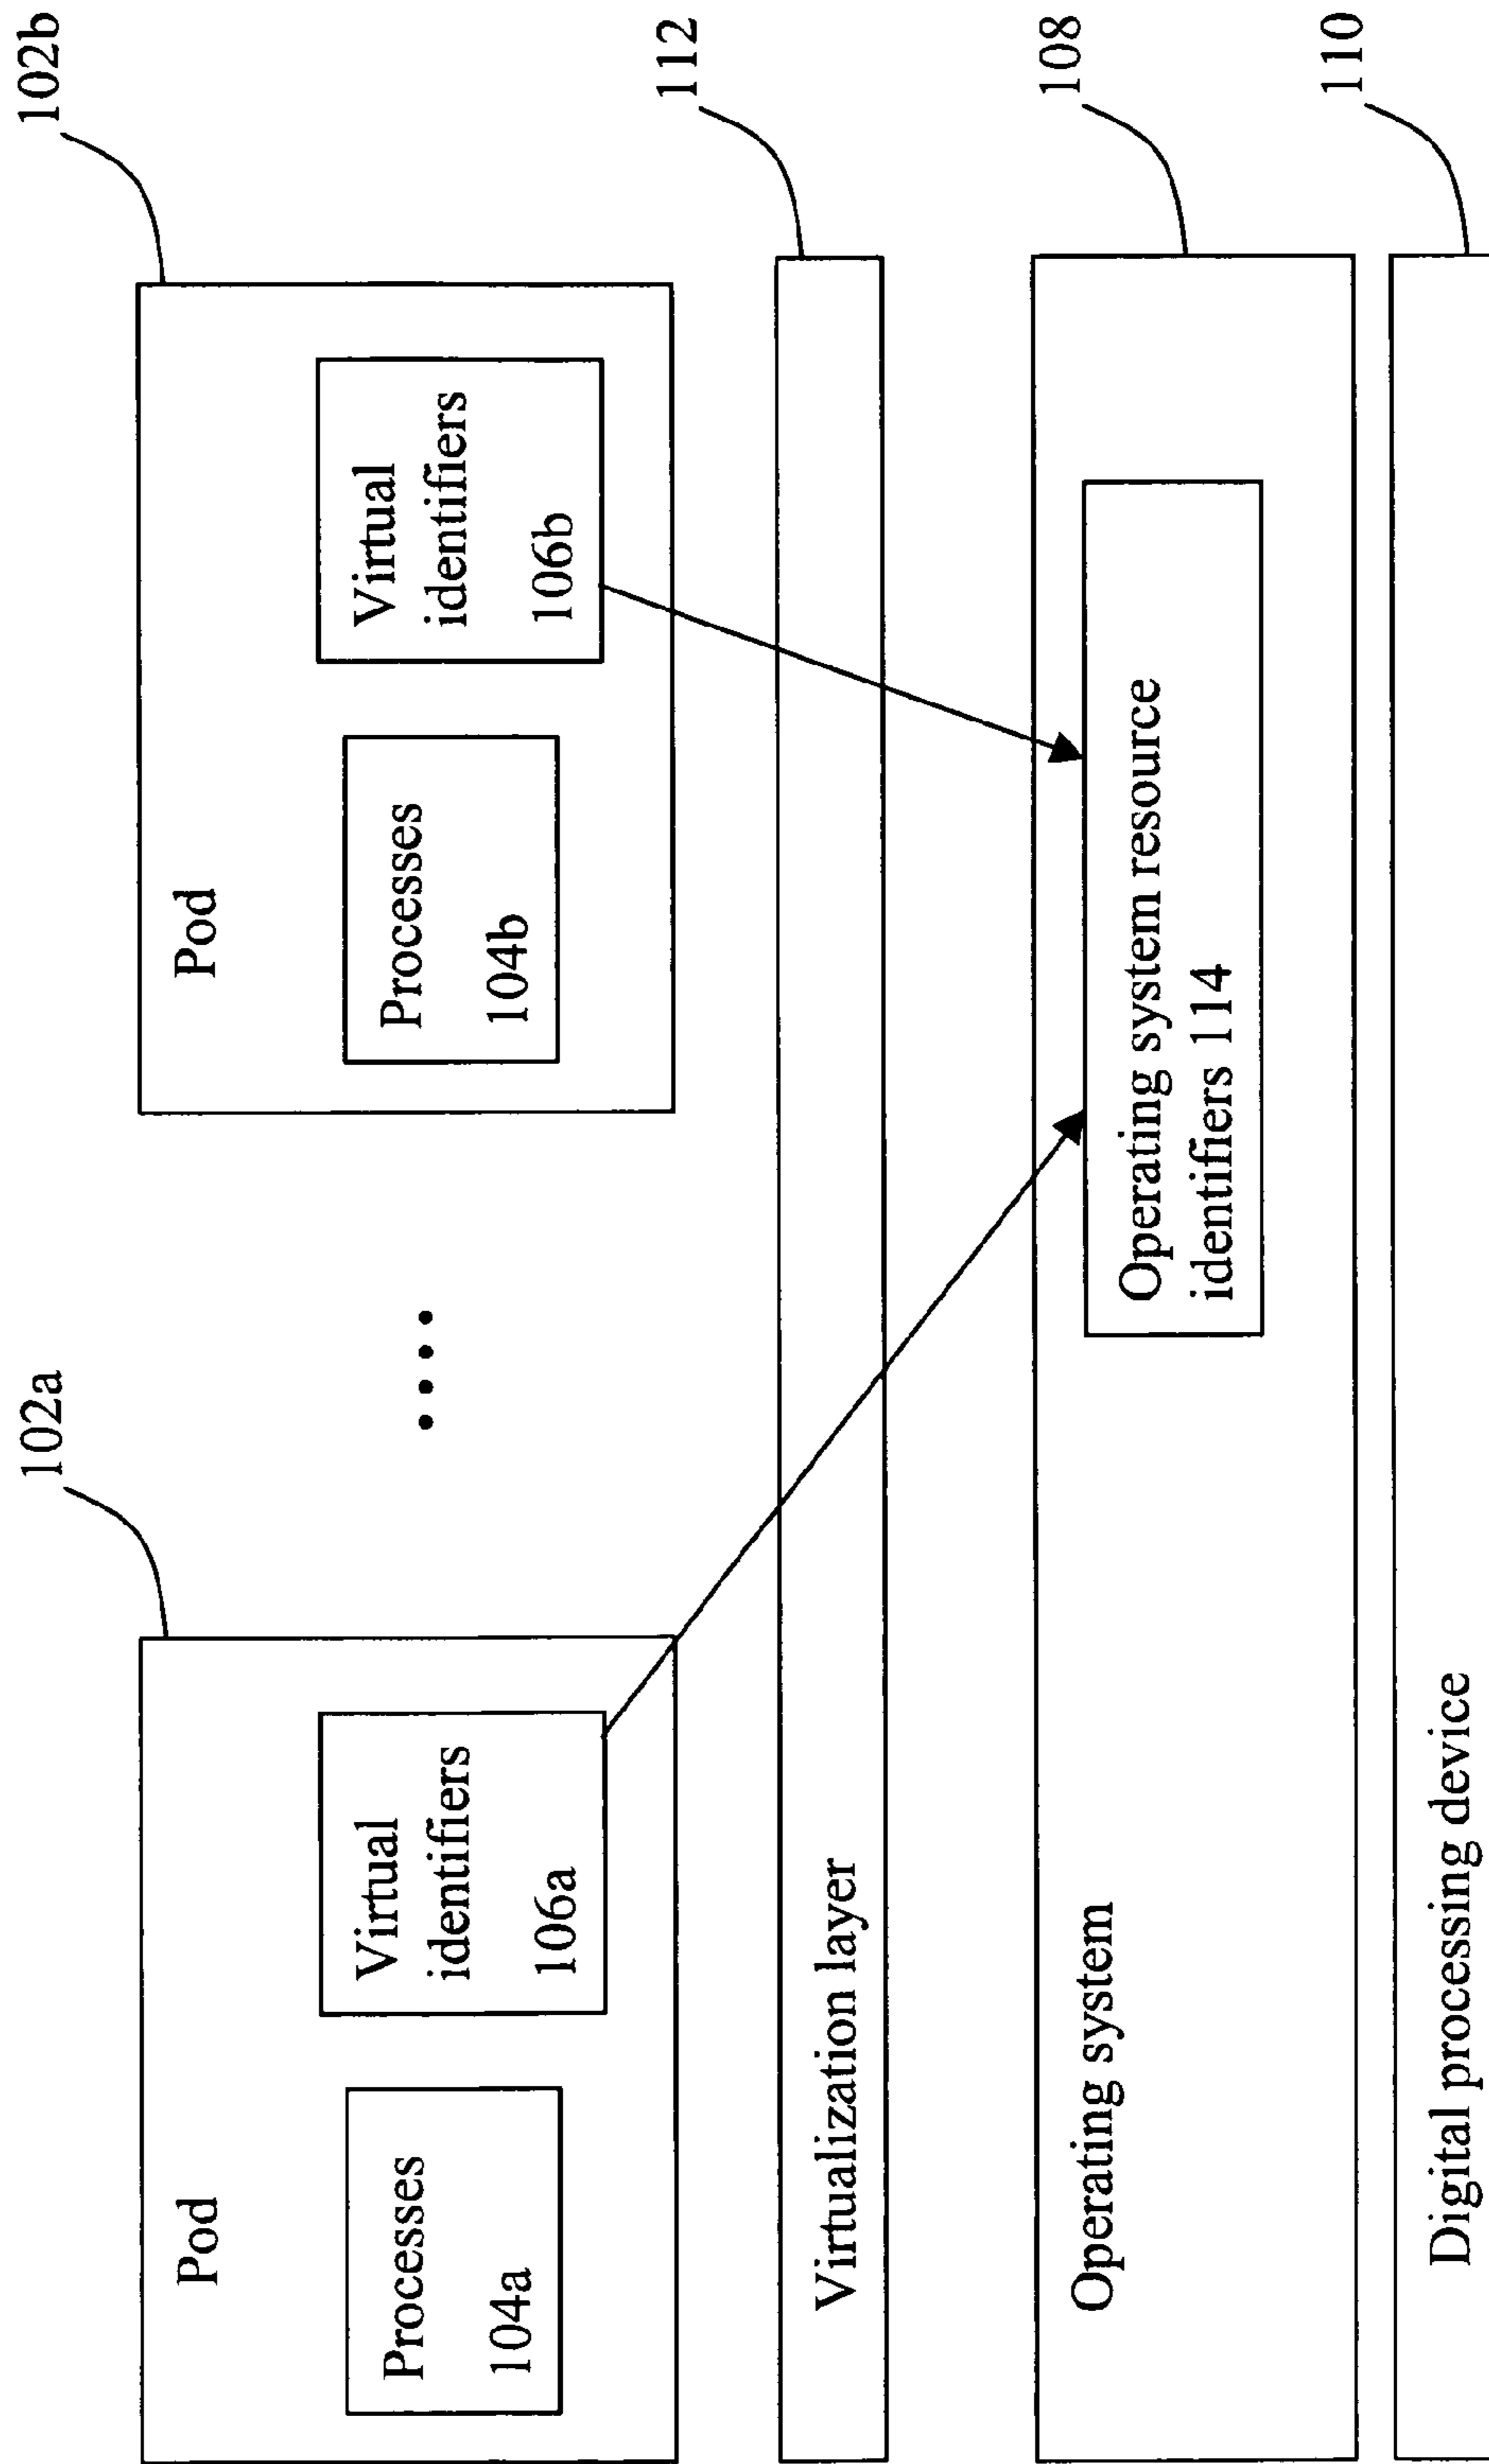 102a
102b
Pod
Processes
104a
Virtual
identifiers
106a
Pod
Processes
104b
Virtual
identifiers
106b
Virtualization layer
112
Operating system
108
Operating system resource
identifiers 114
Digital processing device
110